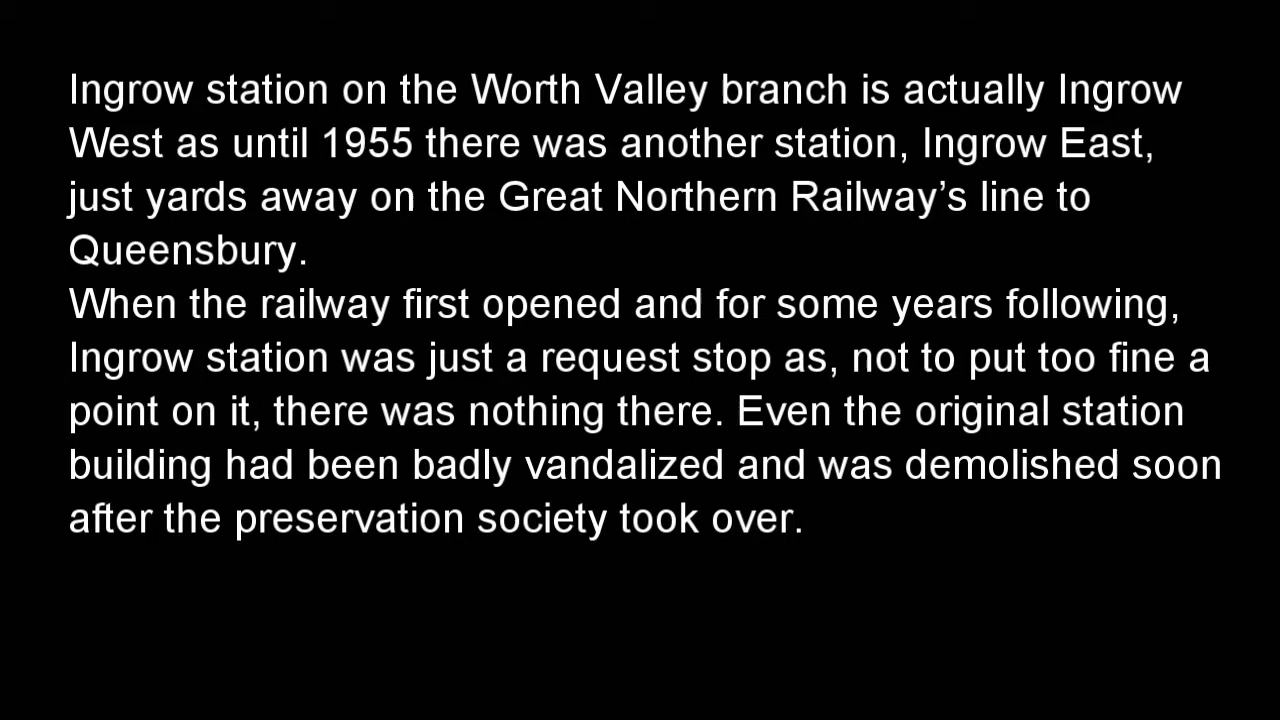 Ingrow station on the Worth Valley branch is actually Ingrow
West as until 1955 there was another station, Ingrow East,
just yards away on the Great Northern Railway’s line to
Queensbury.
When the railway first opened and for some years following,
Ingrow station was just a request stop as, not to put too fine a
point on it, there was nothing there. Even the original station
building had been badly vandalized and was demolished soon
after the preservation society took over.